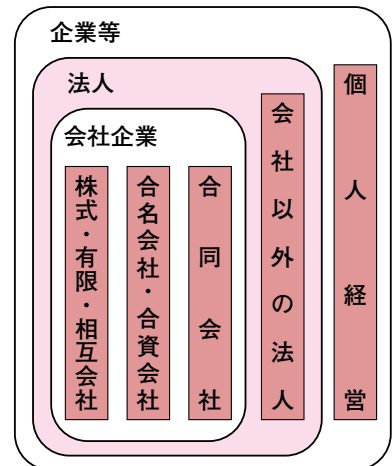 企業等
法人
会社企業
株式・有限・相互会社
合名会社・合資会社
合同会社
会社以外の法人
個人経営